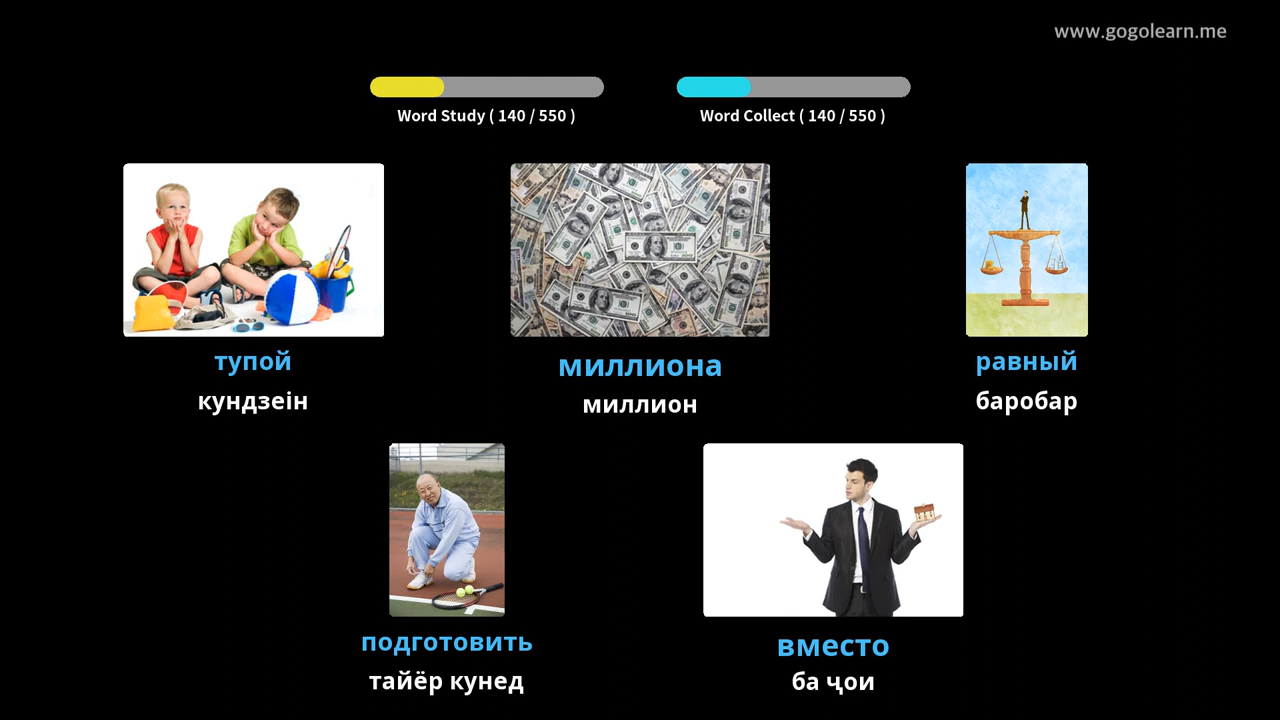 www.gogolearn.me
Word Study ( 140 / 550 )
Word Collect ( 140 / 550 )
тупой
кундзеін
миллиона
миллион
равный
баробар
подготовить
тайёр кунед
вместо
ба ҷои